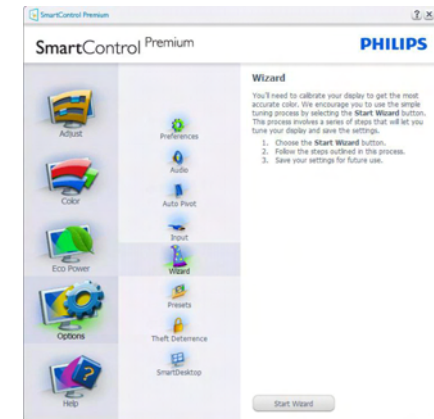 SmartControl Premium
SmartControl Premium
PHILIPS
Adjust
Color
Eco Power
Options
Help
Preferences
Audio
Auto Pivot
Input
Wizard
Presets
Theft Deterrence
SmartDesktop
Wizard
You'll need to calibrate your display to get the most
accurate color. We encourage you to use the simple
tuning process by selecting the Start Wizard button.
This process involves a series of steps that will let you
tune your display and save the settings.
1. Choose the Start Wizard button.
2. Follow the steps outlined in this process.
3. Save your settings for future use.
Start Wizard